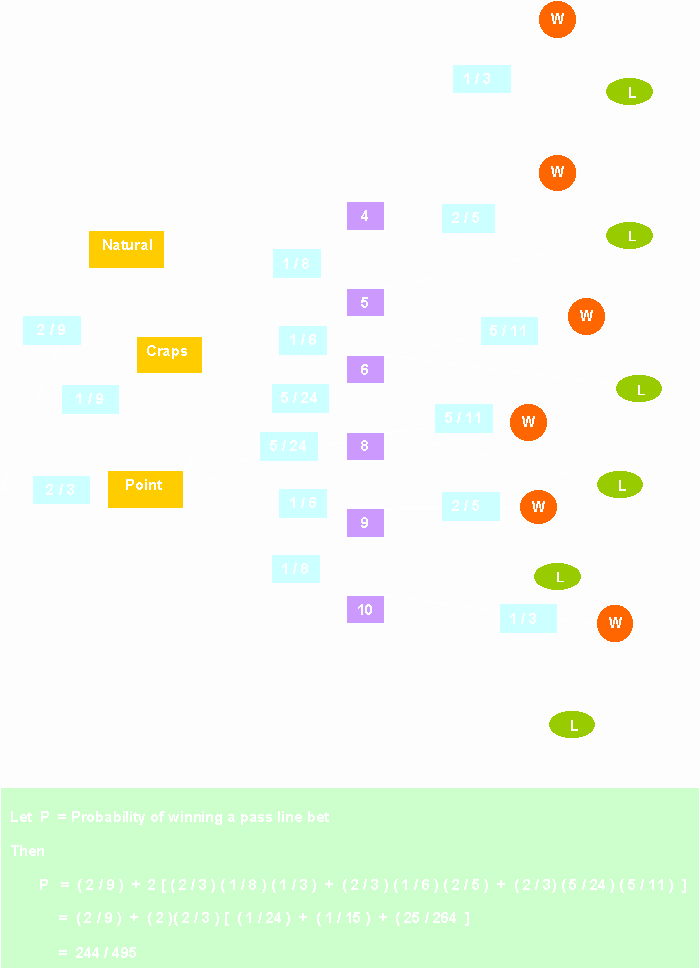 W
1 / 3
L
W
4
2 / 5
L
Natural
1 / 8
5
W
2 / 9
5 / 11
1 / 6
Craps
6
L
1 / 9
5 / 24
5 / 11
W
5 / 24
8
L
Point
2 / 3
1 / 6
2 / 5
W
9
1 / 8
L
10
1 / 3
W
L
Let P = Probability of winning a pass line bet
Then
P = ( 2 / 9 ) + 2 [ ( 2 / 3 ) ( 1 / 8 ) ( 1 / 3 ) + ( 2 / 3 ) ( 1 / 6 ) ( 2 / 5 ) + ( 2 / 3 ) ( 5 / 24 ) ( 5 / 11 ) ]
= ( 2 / 9 ) + ( 2 )( 2 / 3 ) [ ( 1 / 24 ) + ( 1 / 15 ) + ( 25 / 264 ]
= 244 / 495